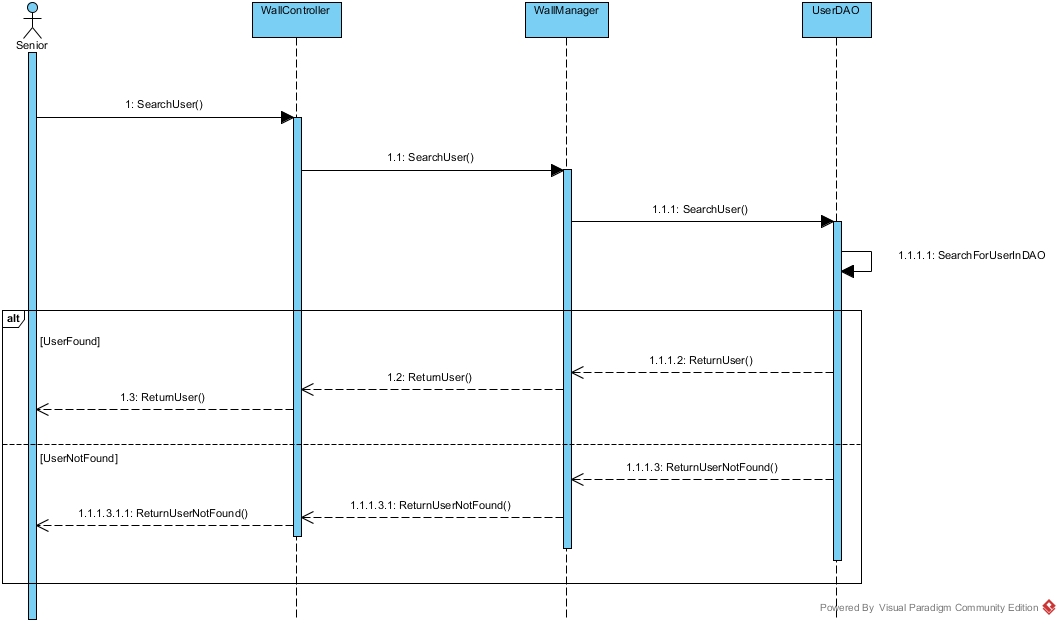 WallController
WallManager
UserDAO
Senior
1: SearchUser()
1.1: SearchUser()
1.1.1: SearchUser()
1.1.1.1: SearchForUserInDAO
alt
[UserFound]
1.1.1.2: ReturnUser()
1.2: ReturnUser()
1.3: ReturnUser()
[UserNotFound]
1.1.1.3: ReturnUserNotFound()
1.1.1.3.1: ReturnUserNotFound()
1.1.1.3.1.1: ReturnUserNotFound()
Powered By Visual Paradigm Community Edition